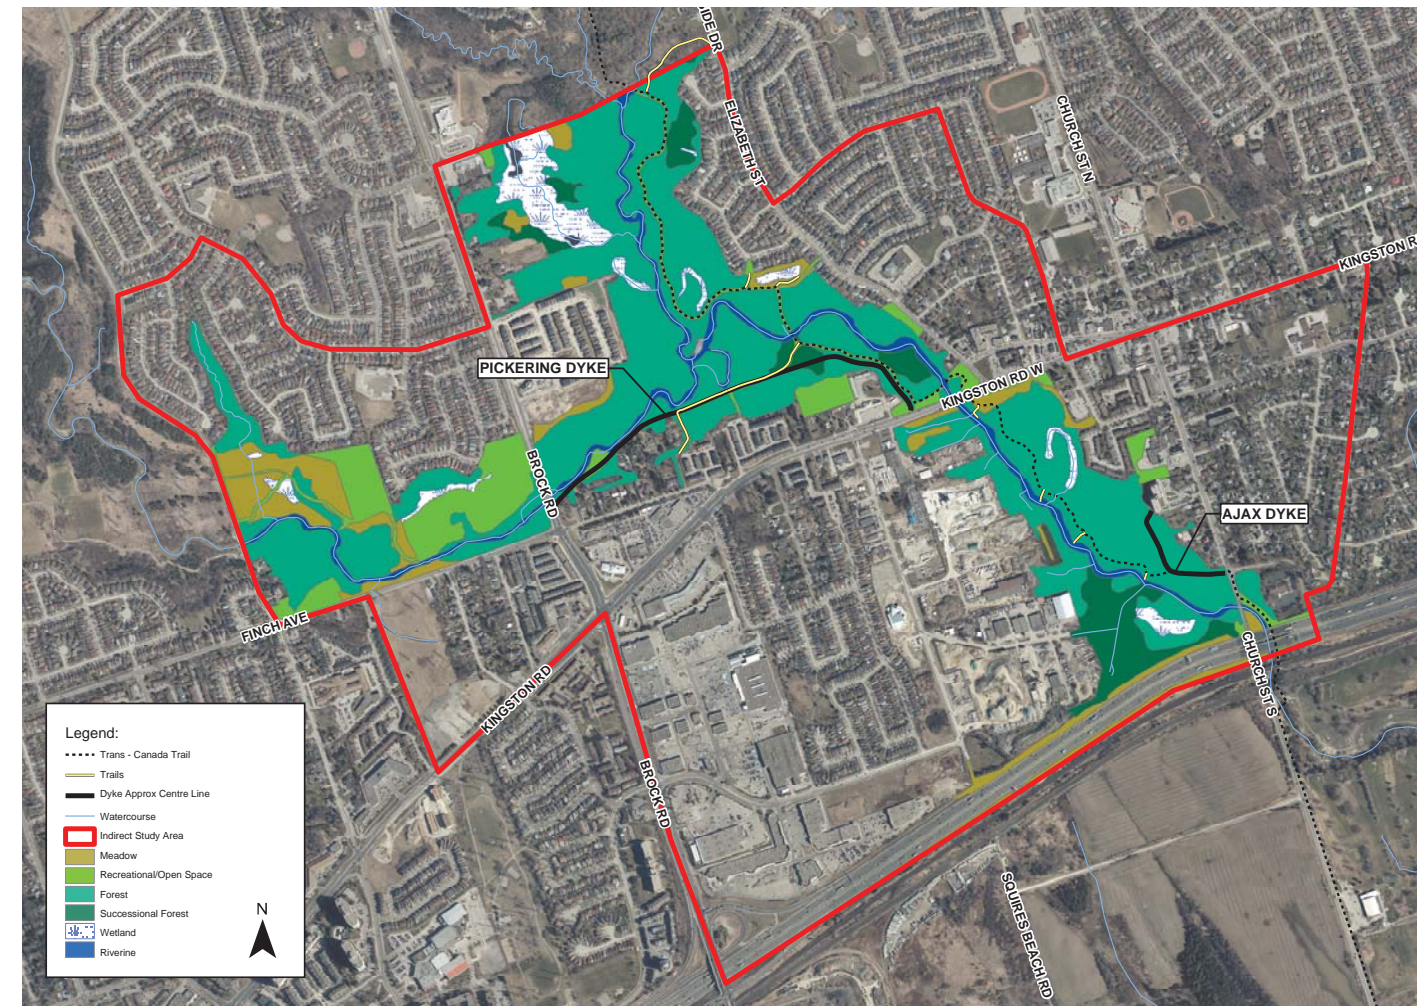 SIDE DR
ELIZABETH ST
CHURCH ST N
KINGSTON R
PICKERING DYKE
KINGSTON RD W
BROCK RD
AJAX DYKE
FINCH AVE
KINGSTON RD
CHURCH ST S
BROCK RD
SQUIRES BEACH RD
Legend:
Trans - Canada Trail
Trails
Dyke Approx Centre Line
Watercourse
Indirect Study Area
Meadow
Recreational/Open Space
Forest
Successional Forest
Wetland
Riverine
N